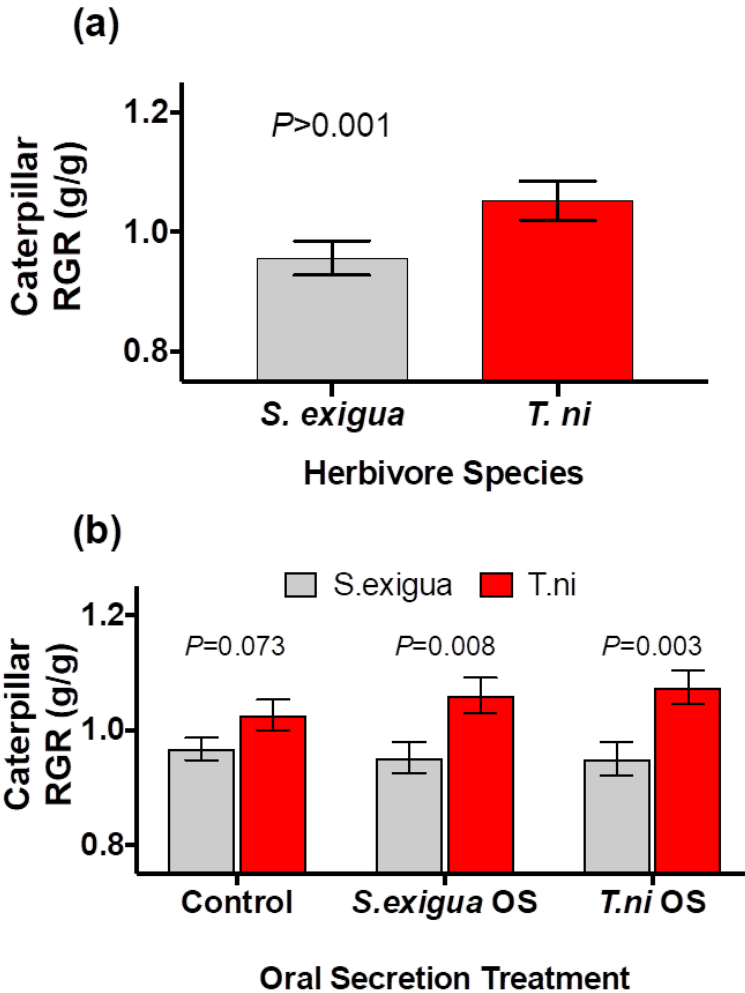 (a)
Caterpillar
RGR (g/g)
1.2
1.0
0.8
P>0.001
S. exigua
T. ni
Herbivore Species
(b)
S.exigua
T.ni
Caterpillar
RGR (g/g)
1.2
1.0
0.8
P=0.073
P=0.008
P=0.003
Control
S.exigua OS
T.ni OS
Oral Secretion Treatment